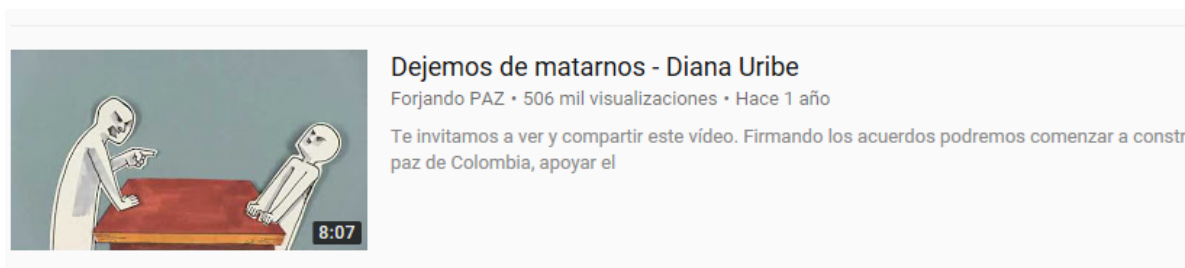 Dejemos de matarnos - Diana Uribe
Forjando PAZ • 506 mil visualizaciones • Hace 1 año
Te invitamos a ver y compartir este vídeo. Firmando los acuerdos podremos comenzar a constr
paz de Colombia, apoyar el
8:07